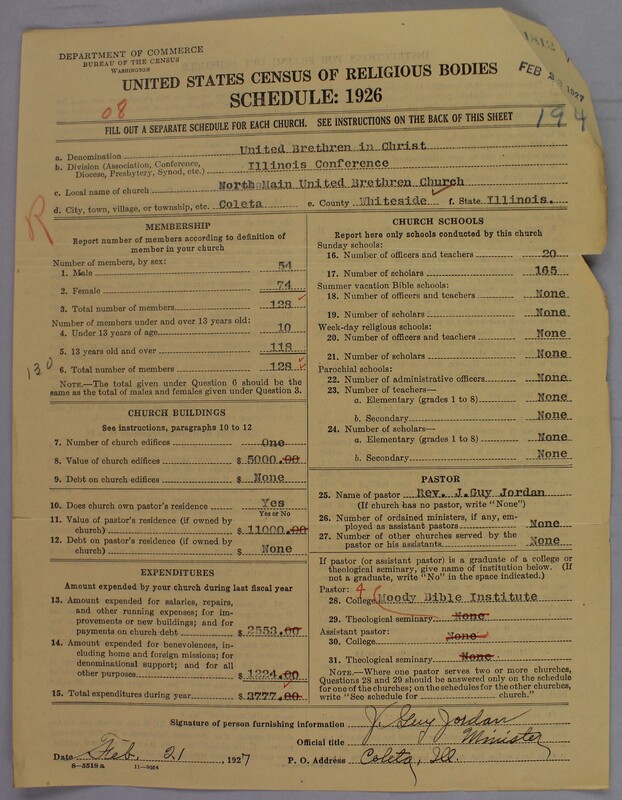 DEPARTMENT OF COMMERCE
BUREAU OF THE CENSUS
WASHINGTON
1812
FEB 23 1927
194
UNITED STATES CENSUS OF RELIGIOUS BODIES
SCHEDULE: 1926
08
FILL OUT A SEPARATE SCHEDULE FOR EACH CHURCH. SEE INSTRUCTIONS ON THE BACK OF THIS SHEET
a. Denomination United Brethren in Christ
b. Division (Association, Conference, Diocese, Presbytery, Synod, etc.) Illinois Conference
c. Local name of church North Main United Brethren Church
d. City, town, village, or township, etc. Coleta e. County Whiteside f. State Illinois.
R
MEMBERSHIP
Report number of members according to definition of
member in your church
Number of members, by sex:
1. Male 54
2. Female 74
3. Total number of members 128
Number of members under and over 13 years old:
4. Under 13 years of age 10
5. 13 years old and over 118
130
6. Total number of members 128
NOTE.—The total given under Question 6 should be
same as the total of males and females given under Question 3.
CHURCH BUILDINGS
See instructions, paragraphs 10 to 12
7. Number of church edifices One
8. Value of church edifices $ 5000.00
9. Debt on church edifices $ None
10. Does church own pastor's residence Yes
Yes or No
11. Value of pastor's residence (if owned by
church) $ 11000.00
12. Debt on pastor's residence (if owned by
church) $ None
EXPENDITURES
Amount expended by your church during last fiscal year
13. Amount expended for salaries, repairs,
and other running expenses; for im-
provements or new buildings; and for
payments on church debt $ 2553.00
14. Amount expended for benevolences,
including home and foreign missions; for
denominational support; and for all
other purposes $ 1224.00
15. Total expenditures during year $ 3777.00
CHURCH SCHOOLS
Report here only schools conducted by this church
Sunday schools:
16. Number of officers and teachers 20
17. Number of scholars 165
Summer vacation Bible schools:
18. Number of officers and teachers None
19. Number of scholars None
Week-day religious schools:
20. Number of officers and teachers None
21. Number of scholars None
Parochial schools:
22. Number of administrative officers None
23. Number of teachers—
a. Elementary (grades 1 to 8) None
b. Secondary None
24. Number of scholars—
a. Elementary (grades 1 to 8) None
b. Secondary None
PASTOR
25. Name of pastor Rev. J.Guy Jordan
(If church has no pastor, write "None")
26. Number of ordained ministers, if any, em-
ployed as assistant pastors None
27. Number of other churches served by the
pastor or his assistants None
If pastor (or assistant pastor) is a graduate of a college or
theological seminary, give name of institution below. (If
not a graduate, write "No" in the space indicated.)
Pastor: 4
28. College Moody Bible Institute
29. Theological seminary None
Assistant pastor:
30. College None
31. Theological seminary None
NOTE.—Where one pastor serves two or more churches,
Questions 28 and 29 should be answered only on the schedule
for one of the churches; on the schedules for the other churches,
write "See schedule for church."
Signature of person furnishing information J. Guy Jordan
Official title Minister
Date Feb. 21, 1927 P. O. Address Coleta, Ill.
8—5518 a 11—9064